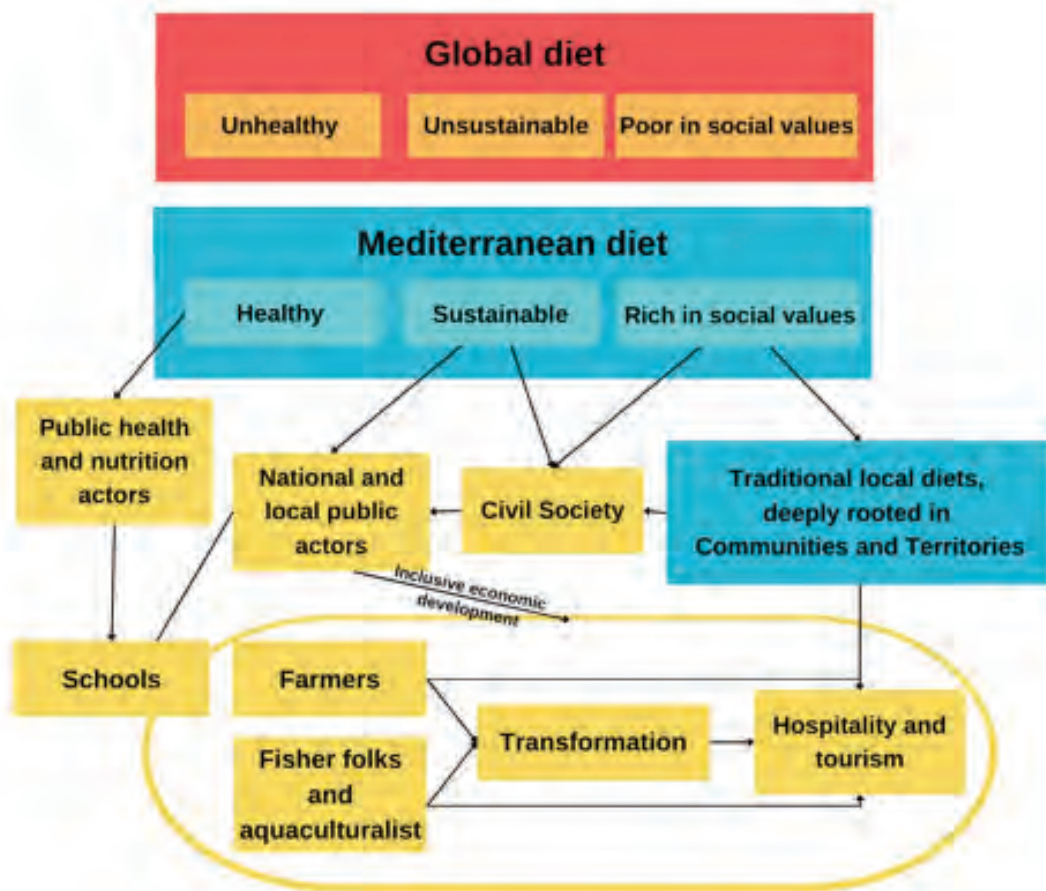 Global diet
Unhealthy
Unsustainable
Poor in social values
Mediterranean diet
Healthy
Sustainable
Rich in social values
Public health
and nutrition
actors
National and
local public
actors
Civil Society
Traditional local diets,
deeply rooted in
Communities and Territories
Inclusive economic
development
Schools
Farmers
Transformation
Hospitality and
tourism
Fisher folks
and
aquaculturalist